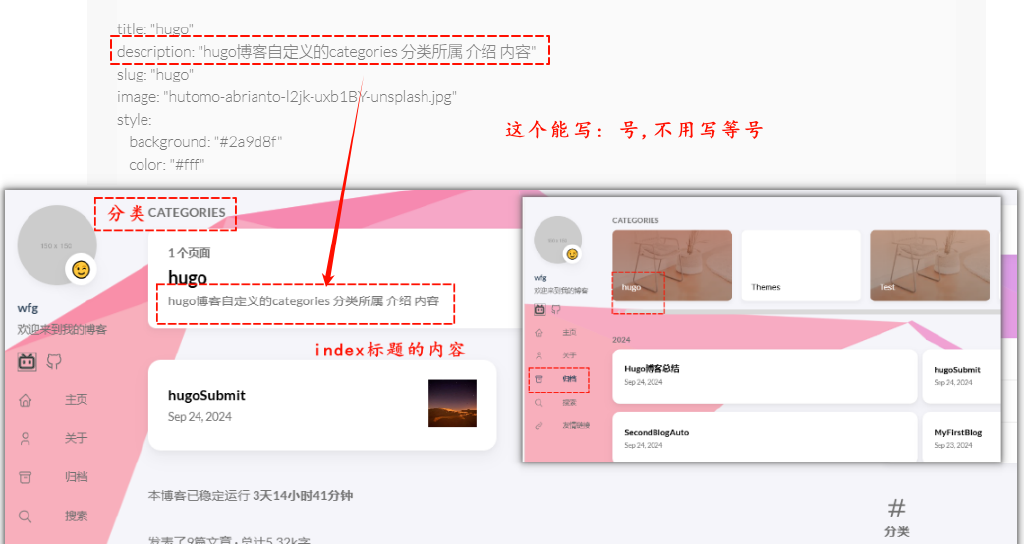 title: "hugo"
description: "hugo博客自定义的categories 分类所属 介绍 内容"
slug: "hugo"
image: "hutomo-abrianto-l2jk-uxb1BY-unsplash.jpg"
style:
background: "#2a9d8f"
color: "#fff"
这个能写: 号,不用写等号
分类CATEGORIES
150 x 150
1 个页面
hugo
hugo博客自定义的categories 分类所属 介绍 内容
index标题的内容
wfg
欢迎来到我的博客
主页
关于
归档
搜索
hugoSubmit
Sep 24, 2024
本博客已稳定运行 3天14小时41分钟
发表了9篇文章 · 总计5.32k字
#
分类
CATEGORIES
wfg
欢迎来到我的博客
主页
关于
归档
搜索
友情链接
hugo
Themes
Test
2024
Hugo博客总结
Sep 24, 2024
hugoSubmit
Sep 24, 2024
SecondBlogAuto
Sep 24, 2024
MyFirstBlog
Sep 23, 2024